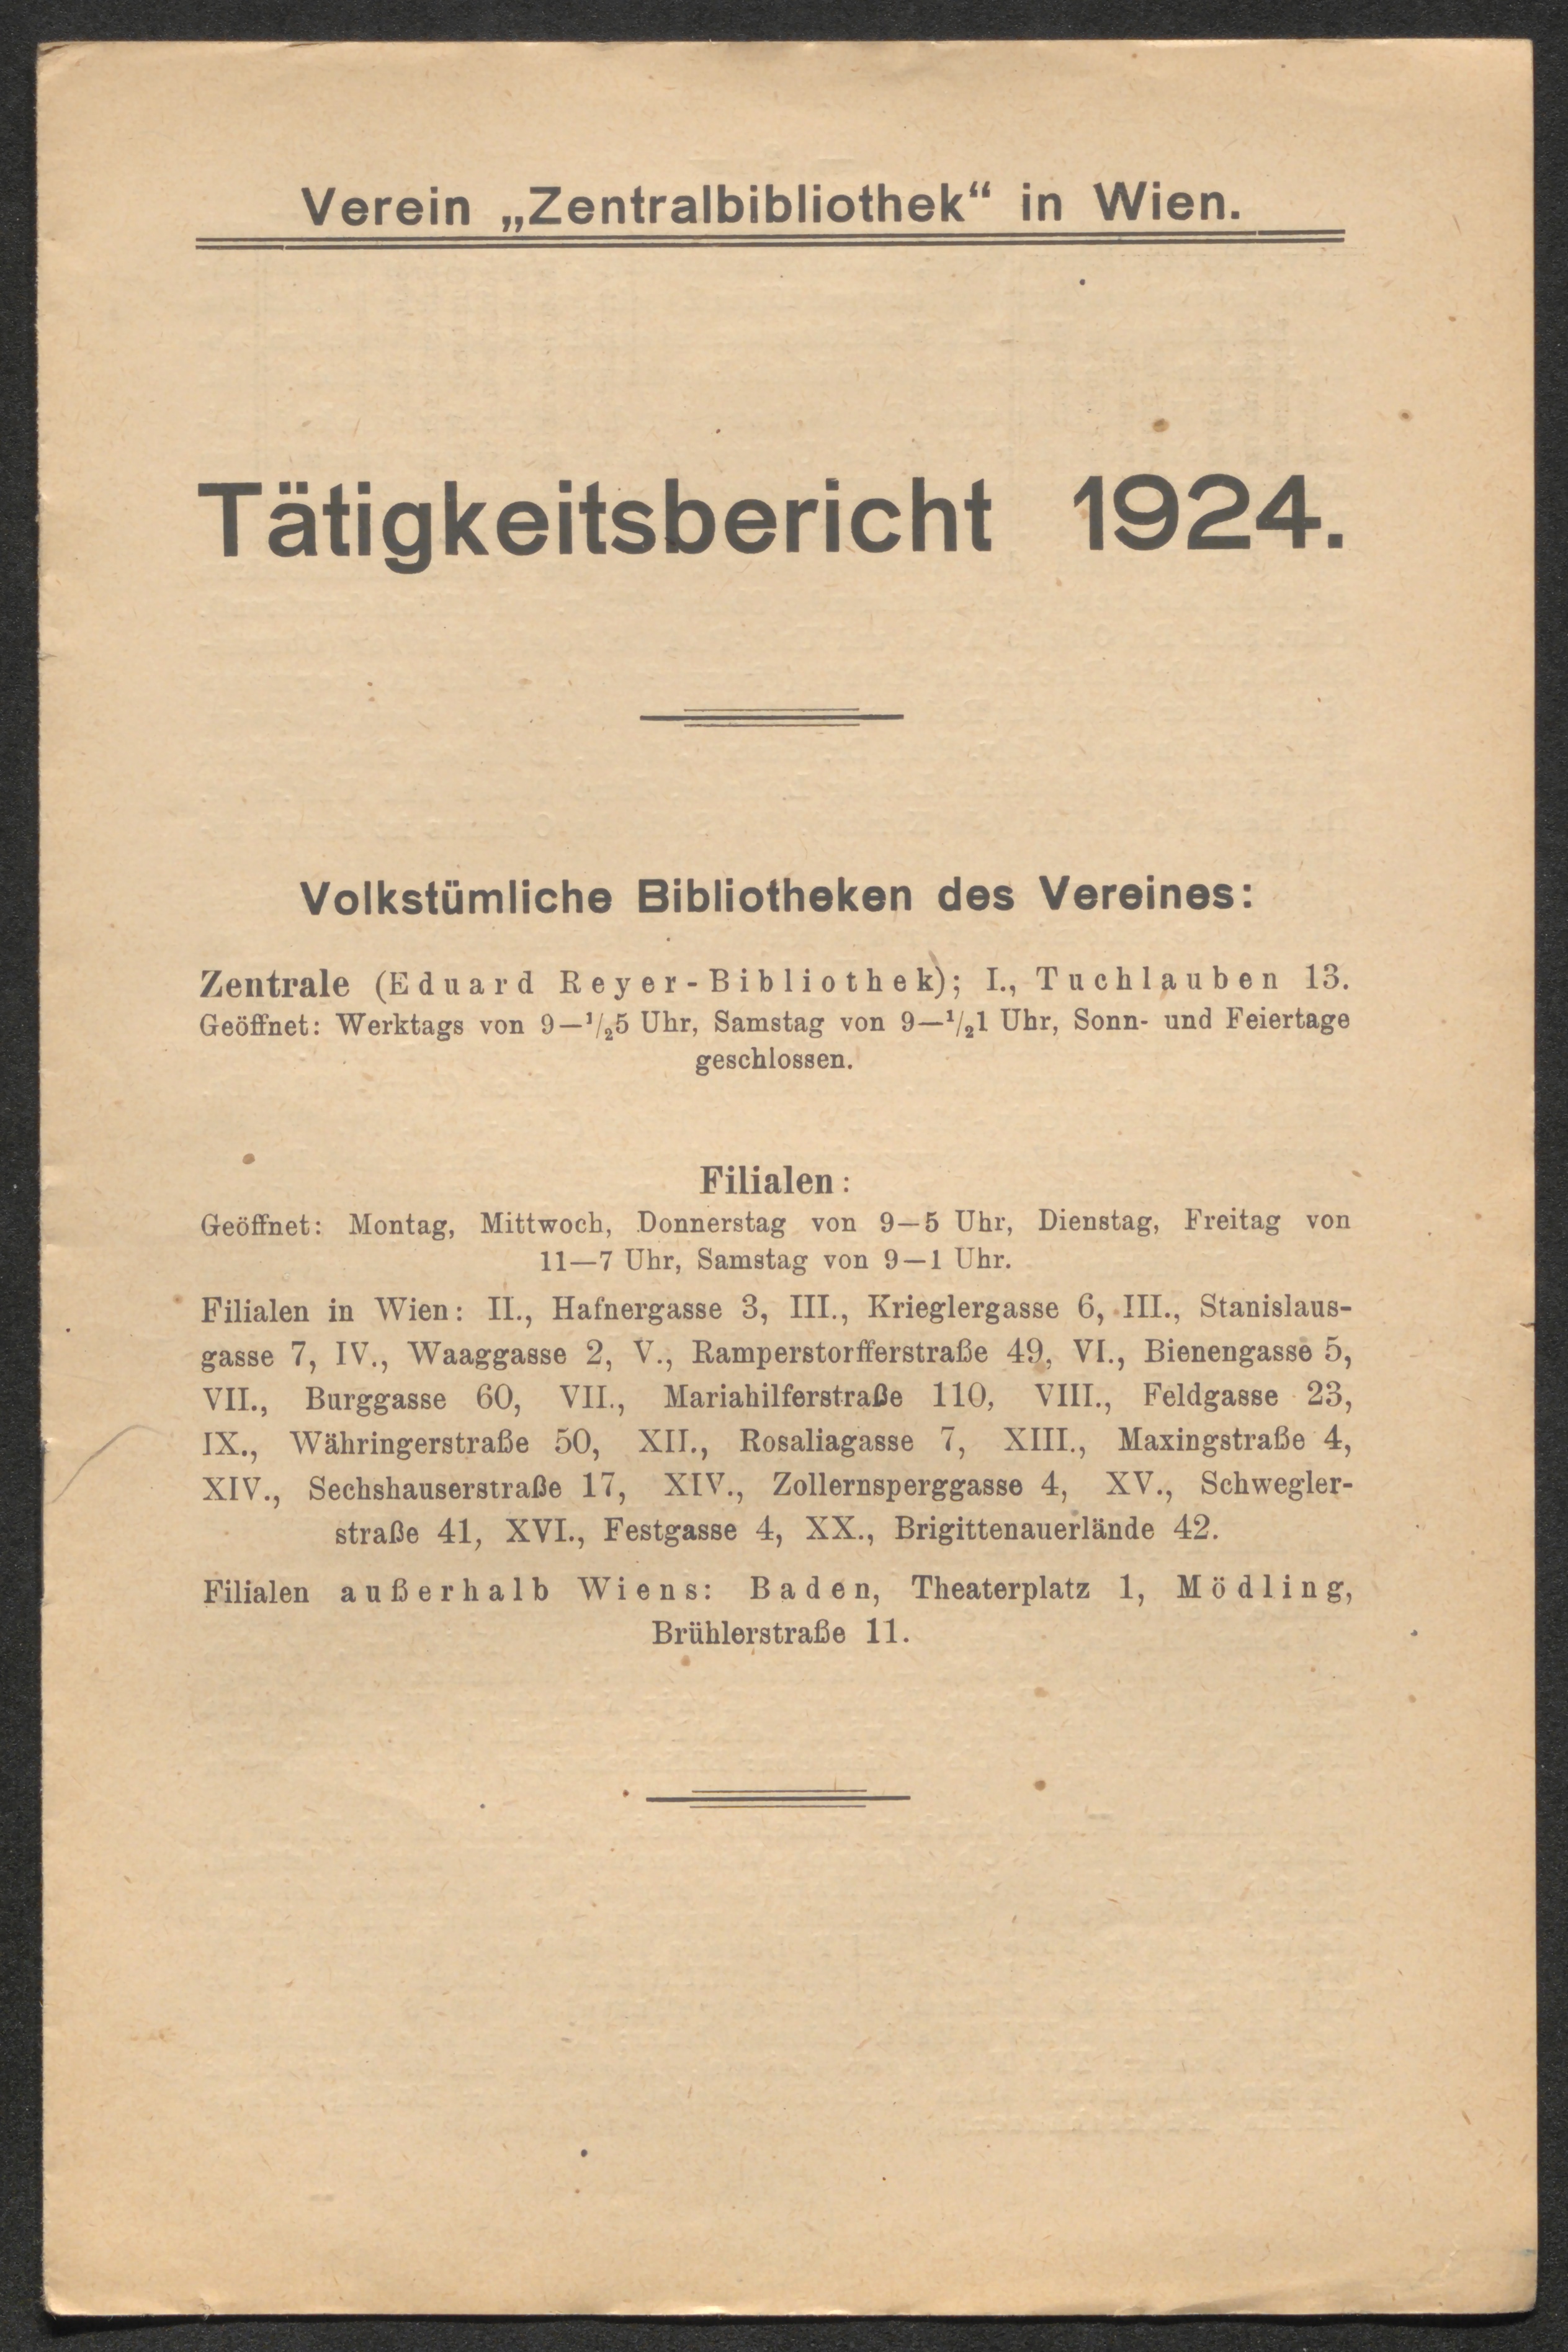 Verein „Zentralbibliothek“ in Wien.
Tätigkeitsbericht 1924.
Volkstümliche Bibliotheken des Vereines:
Zentrale (Eduard Reyer-Bibliothek); I., Tuchlauben 13.
Geöffnet: Werktags von 9—1/25 Uhr, Samstag von 9—1/21 Uhr, Sonn- und Feiertage
geschlossen.
Filialen:
Geöffnet: Montag, Mittwoch, Donnerstag von 9—5 Uhr, Dienstag, Freitag von
11—7 Uhr, Samstag von 9—1 Uhr.
Filialen in Wien: II., Hafnergasse 3, III., Krieglergasse 6, III., Stanislaus-
gasse 7, IV., Waaggasse 2, V., Ramperstorfferstraße 49, VI., Bienengasse 5,
VII., Burggasse 60, VII., Mariahilferstraße 110, VIII., Feldgasse 23,
IX., Währingerstraße 50, XII., Rosaliagasse 7, XIII., Maxingstraße 4,
XIV., Sechshauserstraße 17, XIV., Zollernsperggasse 4, XV., Schwegler-
straße 41, XVI., Festgasse 4, XX., Brigittenauerlände 42.
Filialen außerhalb Wiens: Baden, Theaterplatz 1, Mödling,
Brühlerstraße 11.